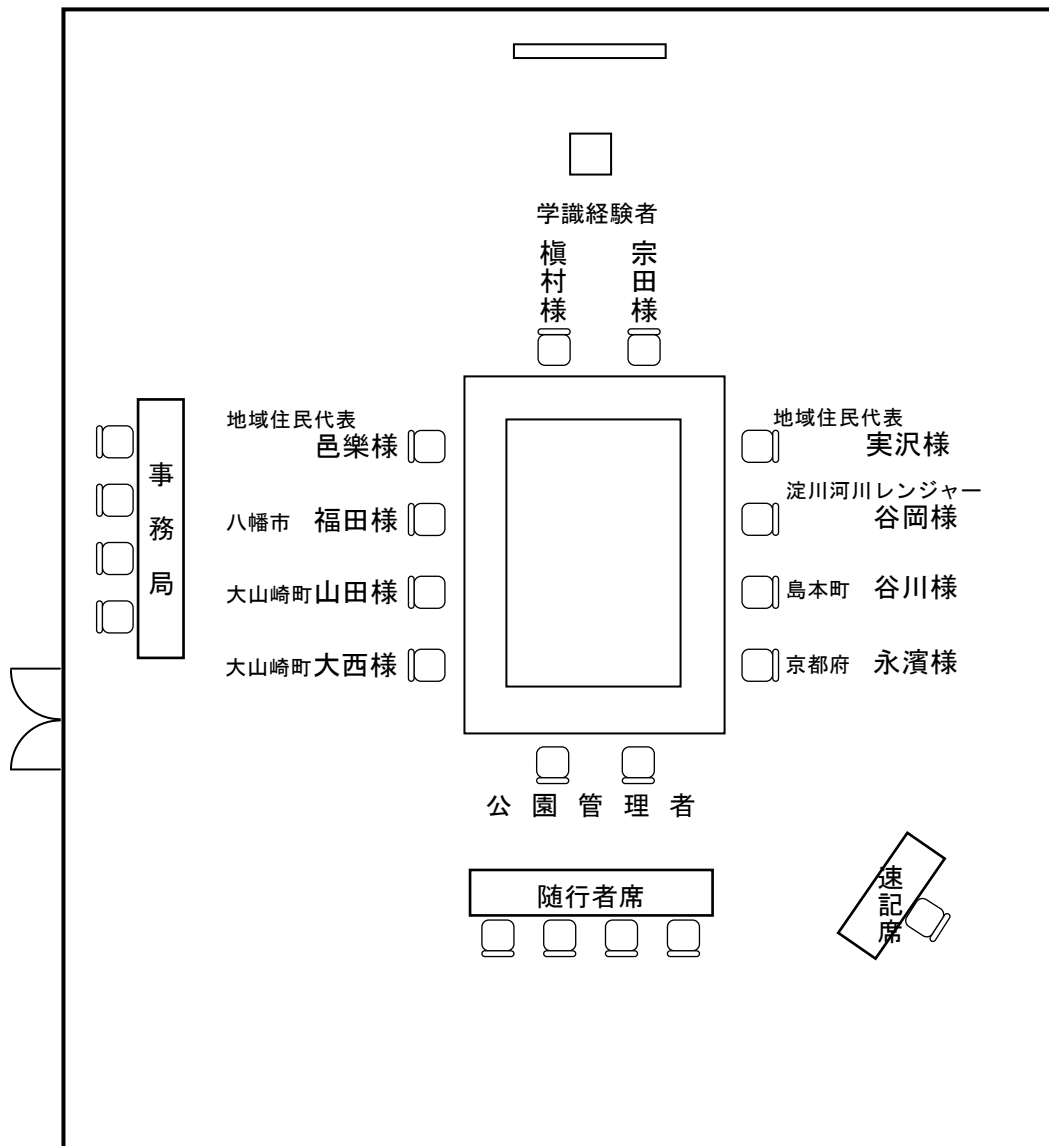 学識経験者
槇村様
宗田様
地域住民代表
邑樂様
八幡市 福田様
大山崎町 山田様
大山崎町 大西様
地域住民代表
実沢様
淀川河川レンジャー
谷岡様
島本町 谷川様
京都府 永濱様
事務局
公園管理者
随行者席
速記席